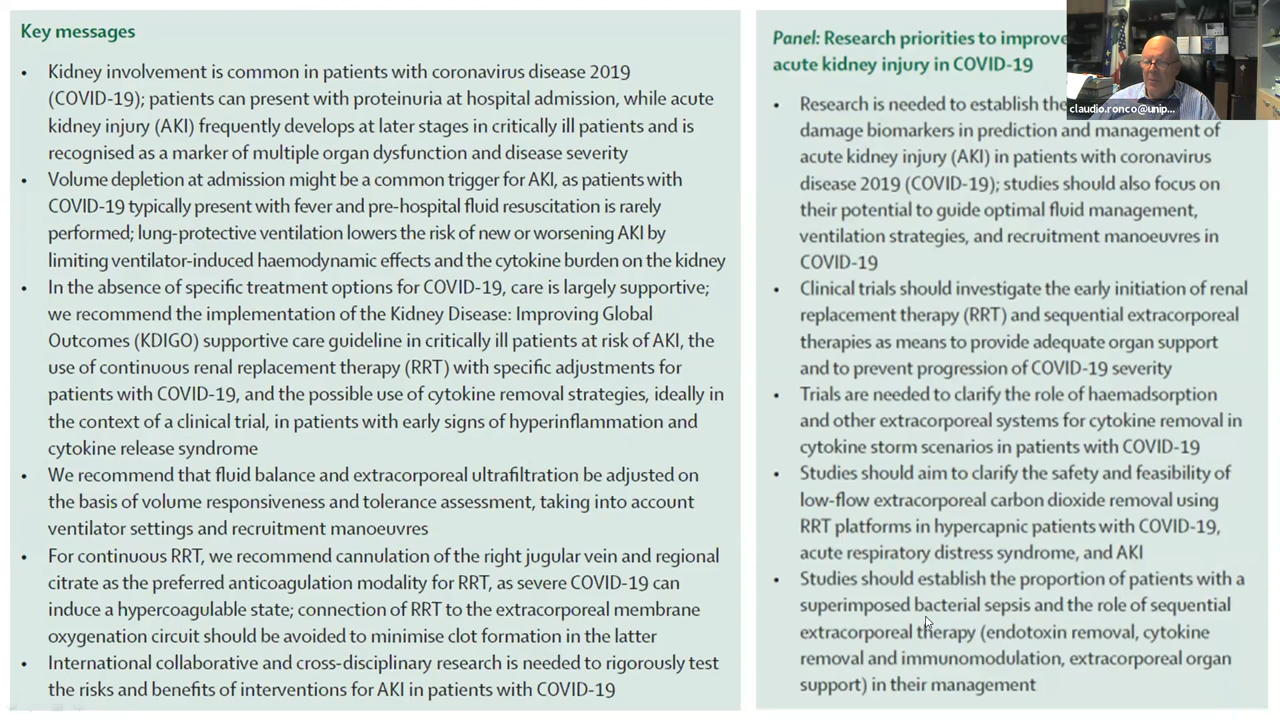 Key messages
• Kidney involvement is common in patients with coronavirus disease 2019
(COVID-19); patients can present with proteinuria at hospital admission, while acute
kidney injury (AKI) frequently develops at later stages in critically ill patients and is
recognised as a marker of multiple organ dysfunction and disease severity
• Volume depletion at admission might be a common trigger for AKI, as patients with
COVID-19 typically present with fever and pre-hospital fluid resuscitation is rarely
performed; lung-protective ventilation lowers the risk of new or worsening AKI by
limiting ventilator-induced haemodynamic effects and the cytokine burden on the kidney
• In the absence of specific treatment options for COVID-19, care is largely supportive;
we recommend the implementation of the Kidney Disease: Improving Global
Outcomes (KDIGO) supportive care guideline in critically ill patients at risk of AKI, the
use of continuous renal replacement therapy (RRT) with specific adjustments for
patients with COVID-19, and the possible use of cytokine removal strategies, ideally in
the context of a clinical trial, in patients with early signs of hyperinflammation and
cytokine release syndrome
• We recommend that fluid balance and extracorporeal ultrafiltration be adjusted on
the basis of volume responsiveness and tolerance assessment, taking into account
ventilator settings and recruitment manoeuvres
• For continuous RRT, we recommend cannulation of the right jugular vein and regional
citrate as the preferred anticoagulation modality for RRT, as severe COVID-19 can
induce a hypercoagulable state; connection of RRT to the extracorporeal membrane
oxygenation circuit should be avoided to minimise clot formation in the latter
• International collaborative and cross-disciplinary research is needed to rigorously test
the risks and benefits of interventions for AKI in patients with COVID-19
Panel: Research priorities to improve
acute kidney injury in COVID-19
• Research is needed to establish the
damage biomarkers in prediction and management of
acute kidney injury (AKI) in patients with coronavirus
disease 2019 (COVID-19); studies should also focus on
their potential to guide optimal fluid management,
ventilation strategies, and recruitment manoeuvres in
COVID-19
• Clinical trials should investigate the early initiation of renal
replacement therapy (RRT) and sequential extracorporeal
therapies as means to provide adequate organ support
and to prevent progression of COVID-19 severity
• Trials are needed to clarify the role of haemadsorption
and other extracorporeal systems for cytokine removal in
cytokine storm scenarios in patients with COVID-19
• Studies should aim to clarify the safety and feasibility of
low-flow extracorporeal carbon dioxide removal using
RRT platforms in hypercapnic patients with COVID-19,
acute respiratory distress syndrome, and AKI
• Studies should establish the proportion of patients with a
superimposed bacterial sepsis and the role of sequential
extracorporeal therapy (endotoxin removal, cytokine
removal and immunomodulation, extracorporeal organ
support) in their management
claudio.ronco@unip...